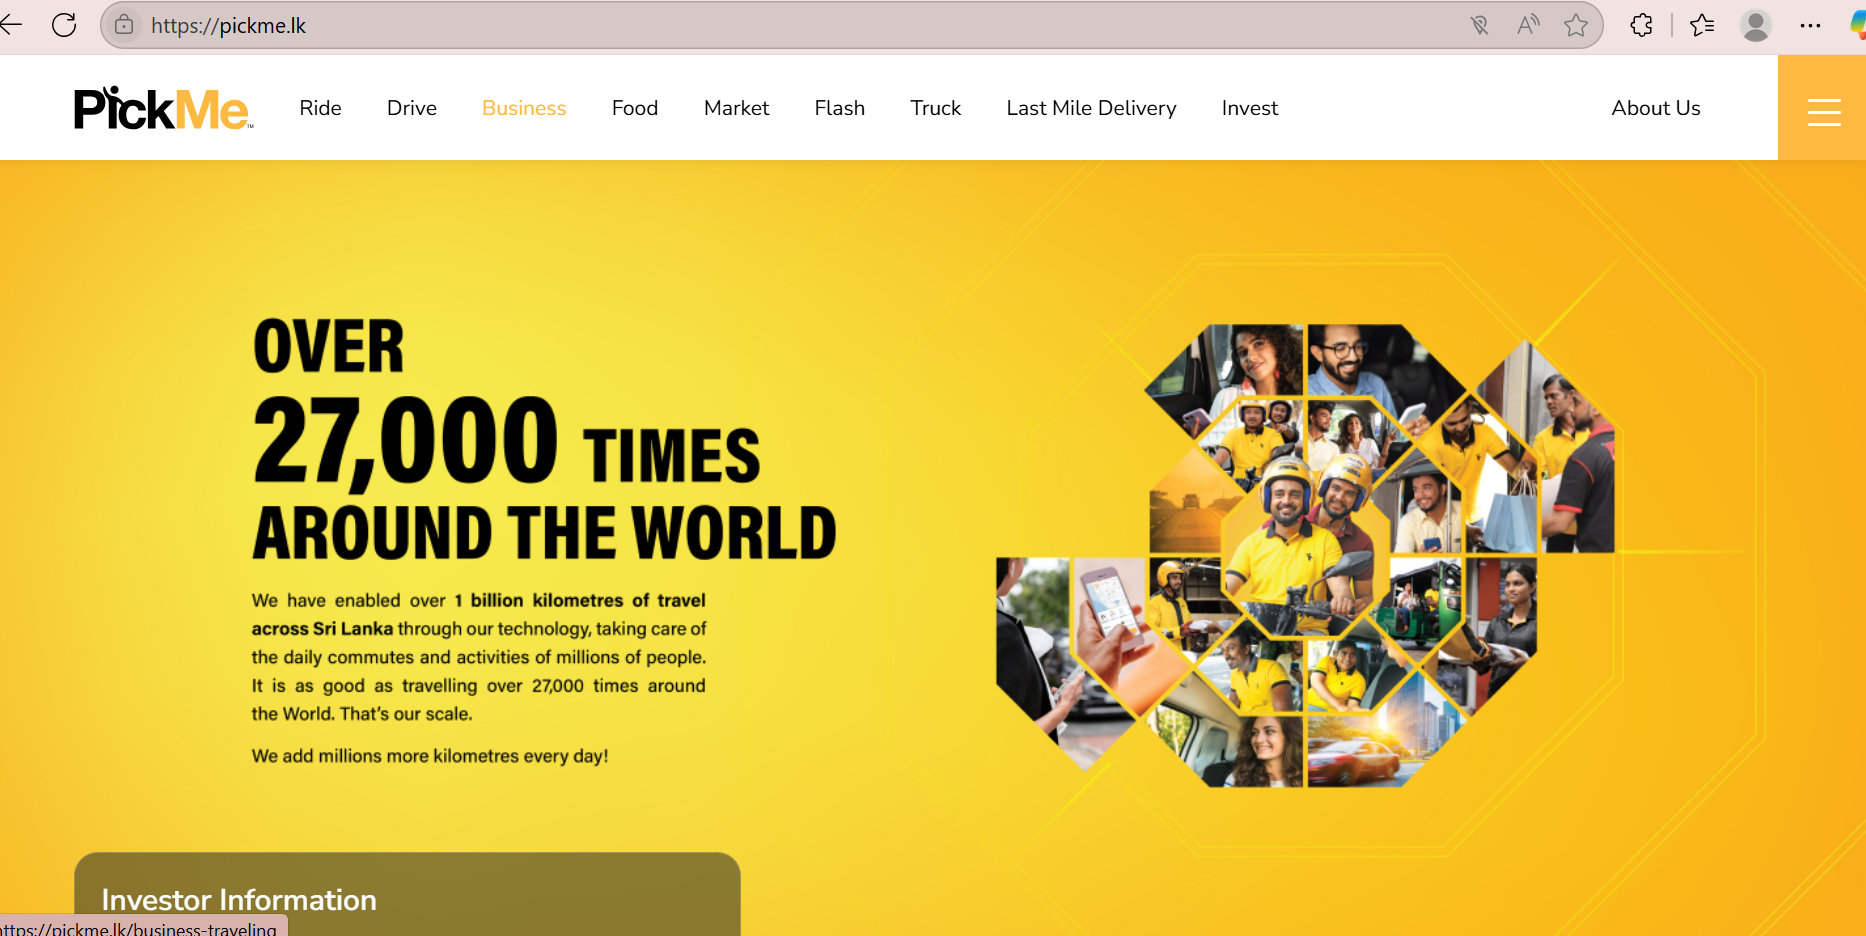 https://pickme.lk
PickMe™
Ride Drive Business Food Market Flash Truck Last Mile Delivery Invest About Us
OVER
27,000 TIMES
AROUND THE WORLD
We have enabled over 1 billion kilometres of travel
across Sri Lanka through our technology, taking care of
the daily commutes and activities of millions of people.
It is as good as travelling over 27,000 times around
the World. That's our scale.
We add millions more kilometres every day!
Investor Information
https://pickme.lk/business-traveling